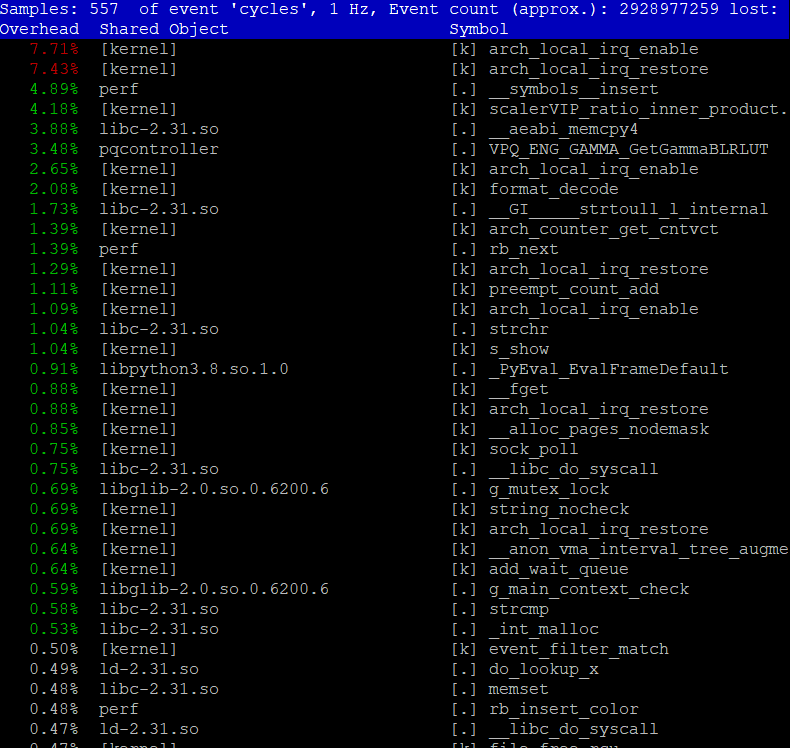 Samples: 557  of event 'cycles', 1 Hz, Event count (approx.): 2928977259 lost:
Overhead  Shared Object  Symbol
7.71%  [kernel]  [k] arch_local_irq_enable
7.43%  [kernel]  [k] arch_local_irq_restore
4.89%  perf  [.] __symbols__insert
4.18%  [kernel]  [k] scalerVIP_ratio_inner_product.
3.88%  libc-2.31.so  [.] __aeabi_memcpy4
3.48%  pqcontroller  [.] VPQ_ENG_GAMMA_GetGammaBLRLUT
2.65%  [kernel]  [k] arch_local_irq_enable
2.08%  [kernel]  [k] format_decode
1.73%  libc-2.31.so  [.] __GI_____strtoull_l_internal
1.39%  [kernel]  [k] arch_counter_get_cntvct
1.39%  perf  [.] rb_next
1.29%  [kernel]  [k] arch_local_irq_restore
1.11%  [kernel]  [k] preempt_count_add
1.09%  [kernel]  [k] arch_local_irq_enable
1.04%  libc-2.31.so  [.] strchr
1.04%  [kernel]  [k] s_show
0.91%  libpython3.8.so.1.0  [.] _PyEval_EvalFrameDefault
0.88%  [kernel]  [k] __fget
0.88%  [kernel]  [k] arch_local_irq_restore
0.85%  [kernel]  [k] __alloc_pages_nodemask
0.75%  [kernel]  [k] sock_poll
0.75%  libc-2.31.so  [.] __libc_do_syscall
0.69%  libglib-2.0.so.0.6200.6  [.] g_mutex_lock
0.69%  [kernel]  [k] string_nocheck
0.69%  [kernel]  [k] arch_local_irq_restore
0.64%  [kernel]  [k] __anon_vma_interval_tree_augme
0.64%  [kernel]  [k] add_wait_queue
0.59%  libglib-2.0.so.0.6200.6  [.] g_main_context_check
0.58%  libc-2.31.so  [.] strcmp
0.53%  libc-2.31.so  [.] _int_malloc
0.50%  [kernel]  [k] event_filter_match
0.49%  ld-2.31.so  [.] do_lookup_x
0.48%  libc-2.31.so  [.] memset
0.48%  perf  [.] rb_insert_color
0.47%  ld-2.31.so  [.] __libc_do_syscall
0.47%  [kernel]  [k]